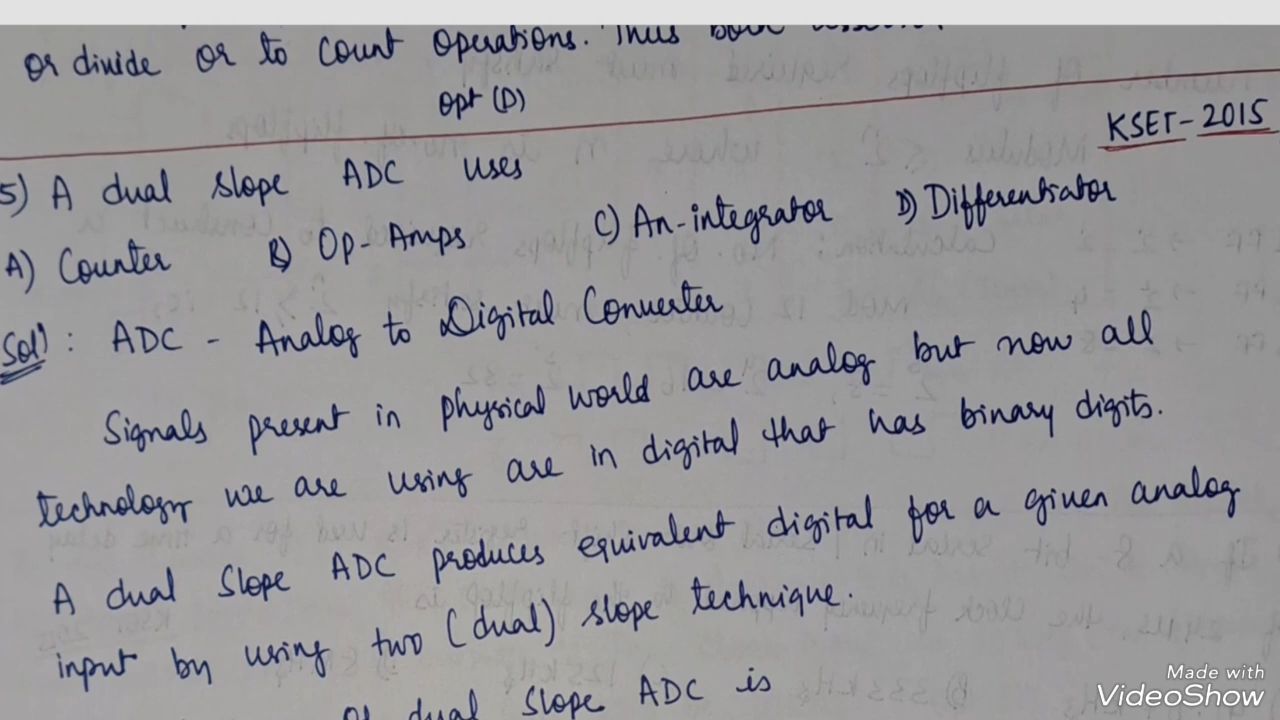 or divide or to count operations. Thus both
opt (D)
KSET-2015
5) A dual slope ADC uses
A) Counter B) Op-Amps C) An-integrator D) Differentiator
Sol): ADC - Analog to Digital Converter
Signals present in physical world are analog but now all
technology we are using are in digital that has binary digits.
A dual slope ADC produces equivalent digital for a given analog
input by using two (dual) slope technique.
of dual slope ADC is
Made with
VideoShow